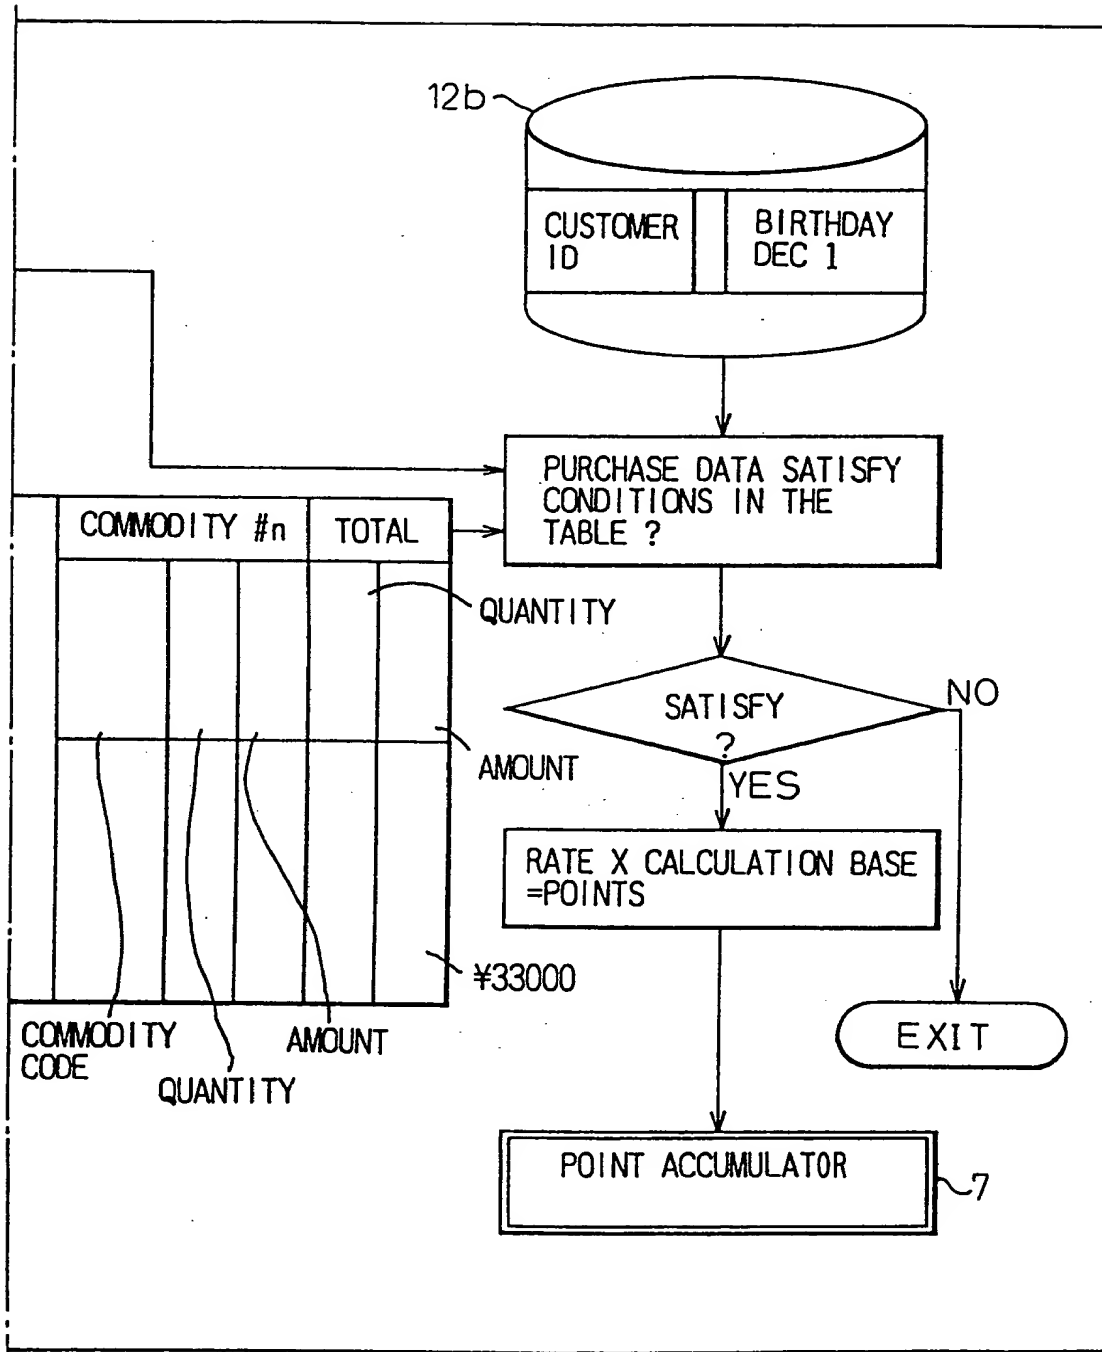 12b
CUSTOMER
ID
BIRTHDAY
DEC 1
PURCHASE DATA SATISFY
CONDITIONS IN THE
TABLE ?
COMMODITY #n
TOTAL
QUANTITY
SATISFY
?
NO
AMOUNT
YES
RATE X CALCULATION BASE
=POINTS
¥33000
COMMODITY
CODE
QUANTITY
AMOUNT
EXIT
POINT ACCUMULATOR
7